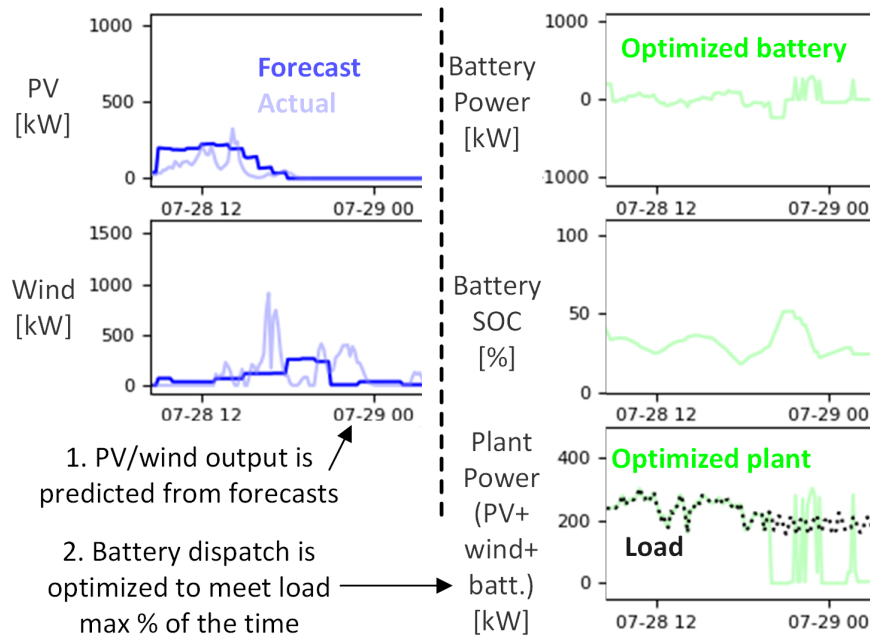 1000
500
0
PV
[kW]
Forecast
Actual
07-28 12
07-29 00
1500
1000
500
0
Wind
[kW]
07-28 12
07-29 00
1. PV/wind output is
predicted from forecasts
2. Battery dispatch is
optimized to meet load
max % of the time
1000
0
1000
Battery
Power
[kW]
Optimized battery
07-28 12
07-29 00
100
50
0
Battery
SOC
[%]
07-28 12
07-29 00
400
200
0
Plant
Power
(PV+
wind+
batt.)
[kW]
Optimized plant
Load
07-28 12
07-29 00